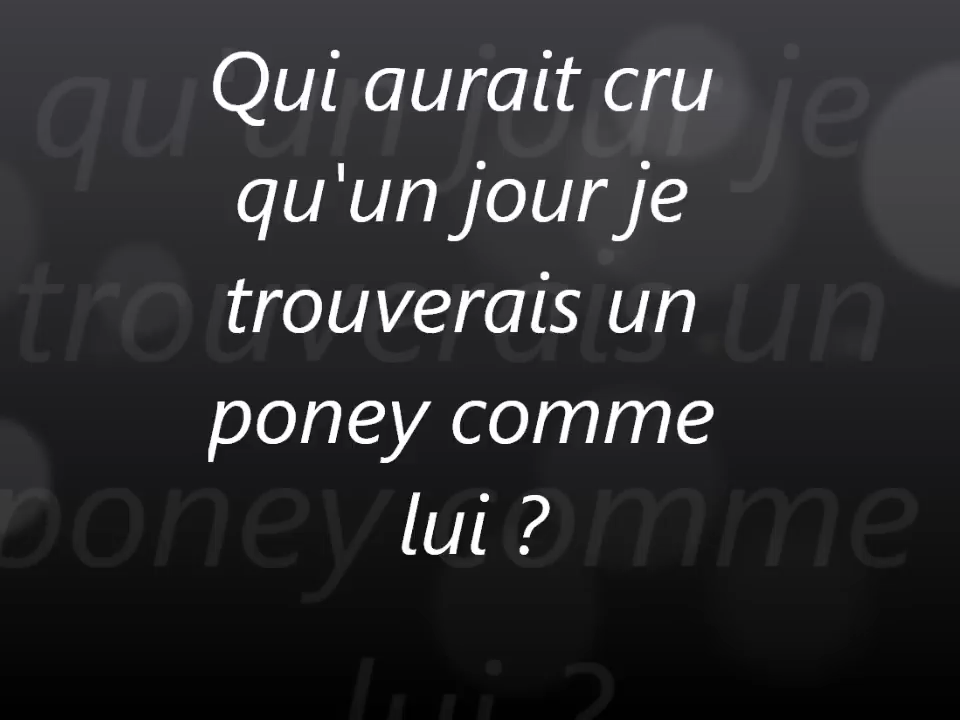 Qui aurait cru
qu'un jour je
trouverais un
poney comme
lui ?